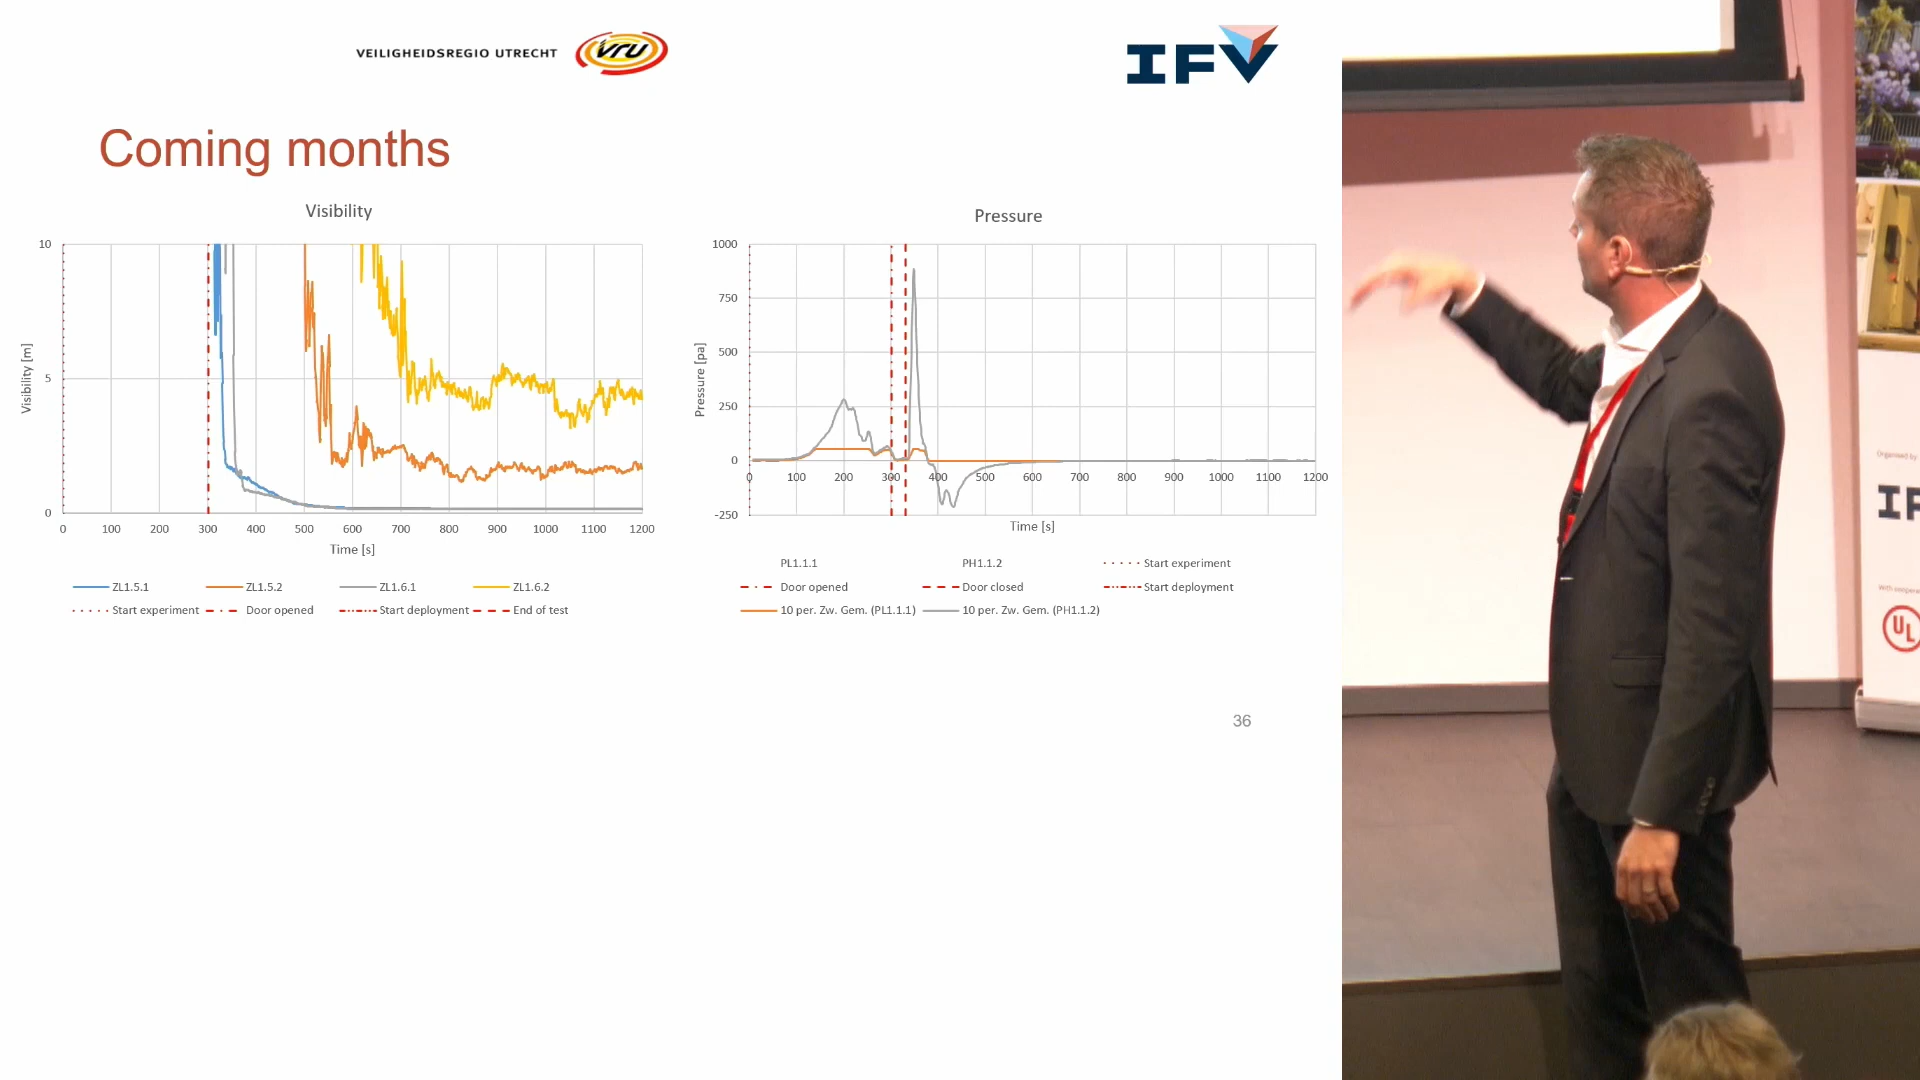 VEILIGHEIDSREGIO UTRECHT vru
IFV
Coming months
Visibility
10
5
0
Visibility [m]
0 100 200 300 400 500 600 700 800 900 1000 1100 1200
Time [s]
ZL1.5.1 ZL1.5.2 ZL1.6.1 ZL1.6.2
Start experiment Door opened Start deployment End of test
Pressure
1000
750
500
250
0
-250
Pressure [pa]
0 100 200 300 400 500 600 700 800 900 1000 1100 1200
Time [s]
PL1.1.1 PH1.1.2 Start experiment
Door opened Door closed Start deployment
10 per. Zw. Gem. (PL1.1.1) 10 per. Zw. Gem. (PH1.1.2)
36
Organised by
UL